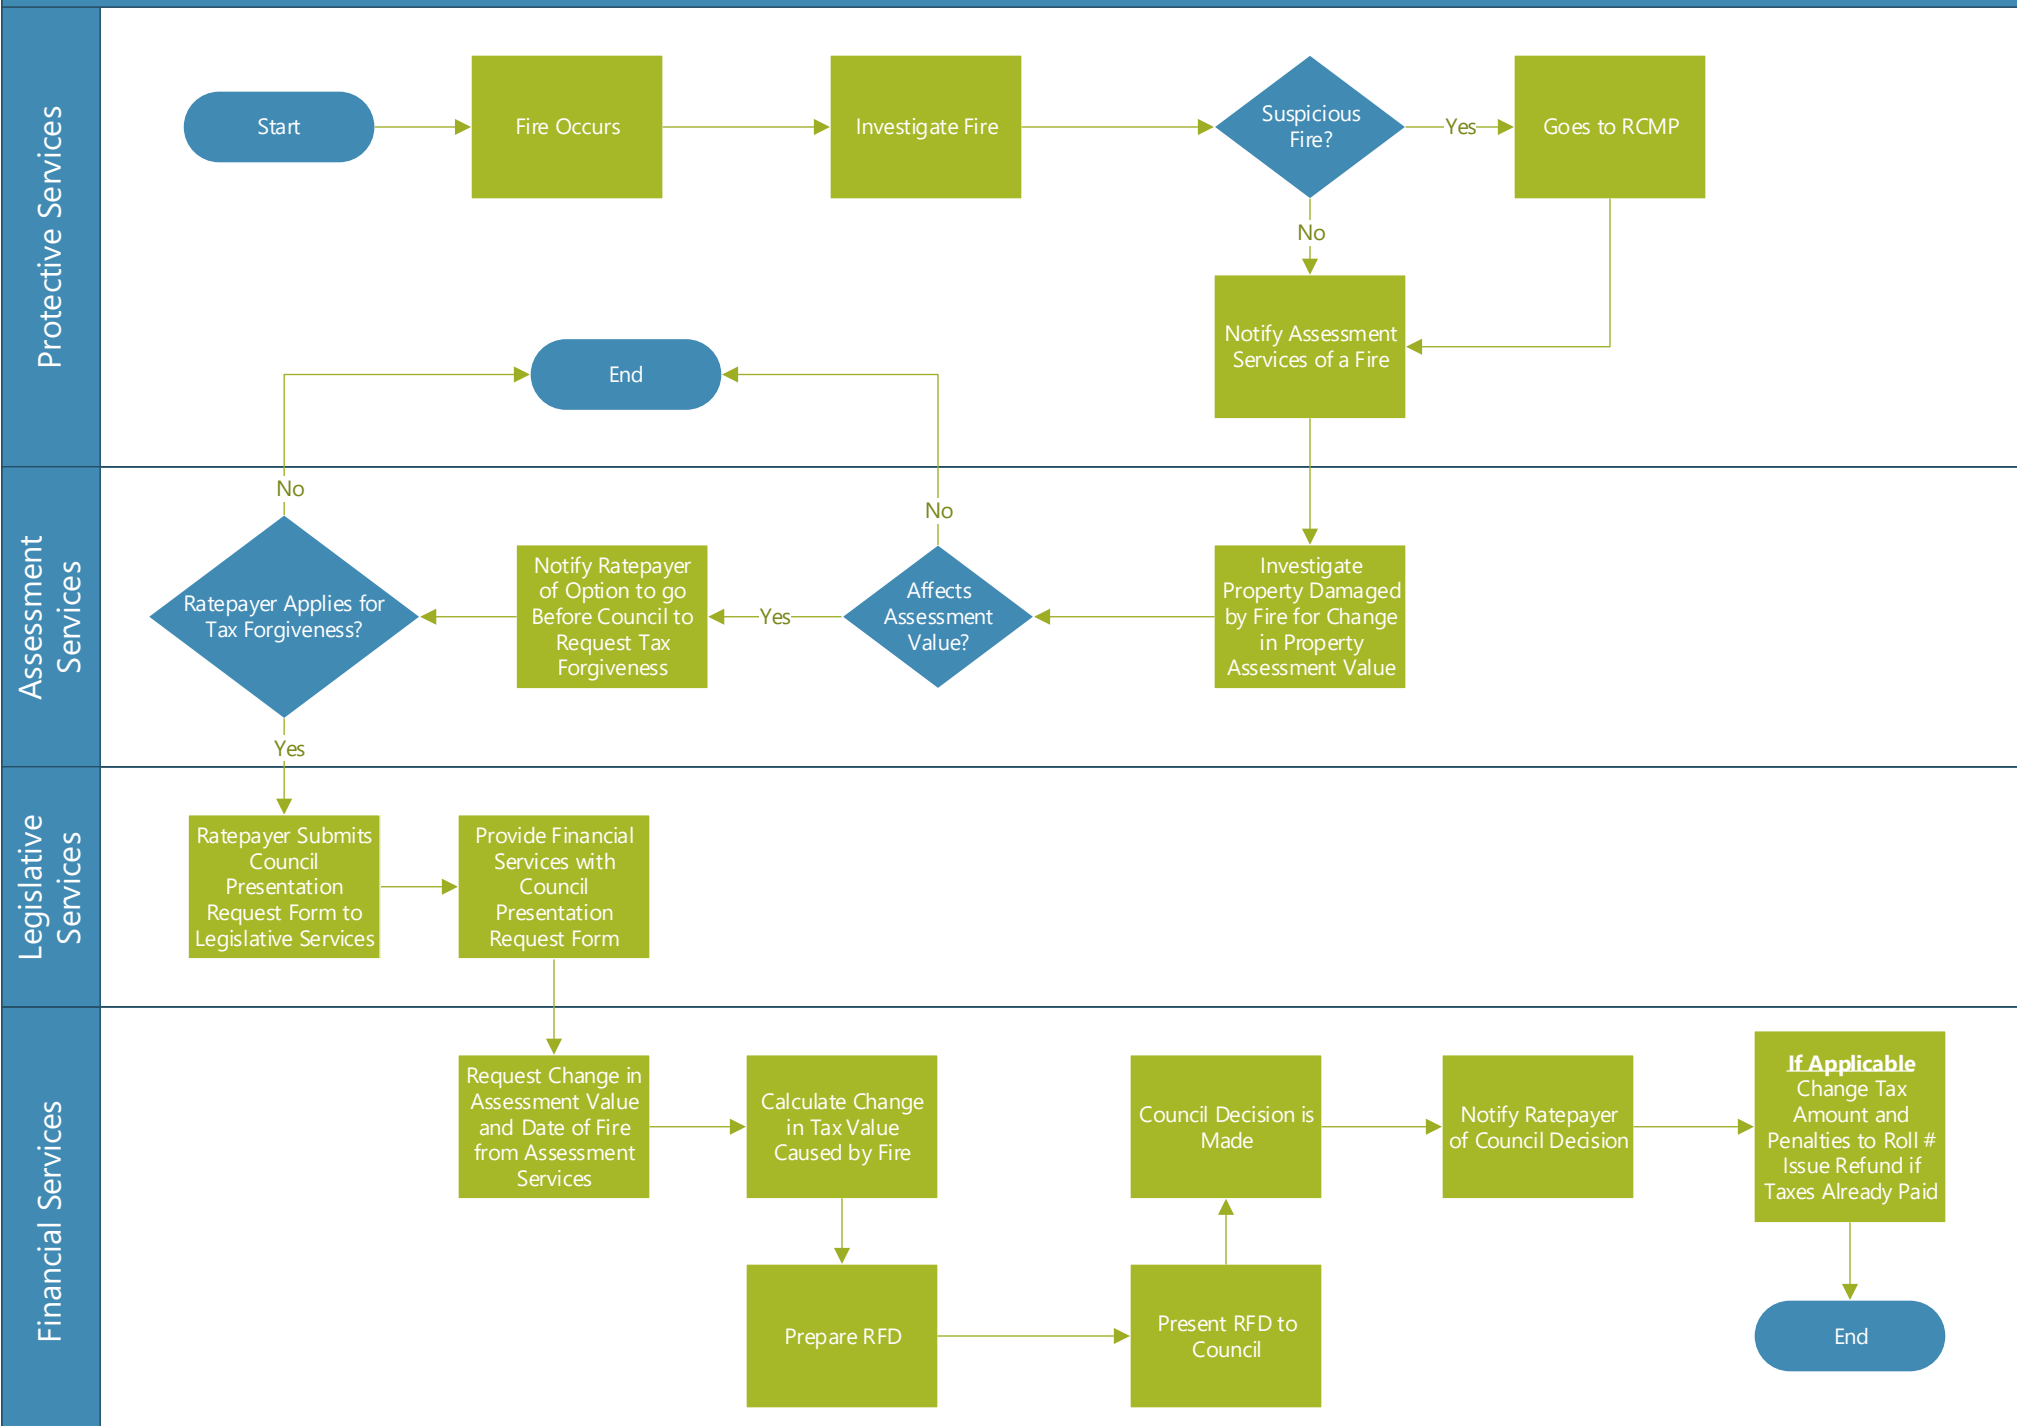 Protective Services
Start
Fire Occurs
Investigate Fire
Suspicious
Fire?
Yes
Goes to RCMP
No
Notify Assessment
Services of a Fire
End
Assessment
Services
No
No
Ratepayer Applies for
Tax Forgiveness?
Notify Ratepayer
of Option to go
Before Council to
Request Tax
Forgiveness
Yes
Affects
Assessment
Value?
Investigate
Property Damaged
by Fire for Change
in Property
Assessment Value
Yes
Legislative
Services
Ratepayer Submits
Council
Presentation
Request Form to
Legislative Services
Provide Financial
Services with
Council
Presentation
Request Form
Financial Services
Request Change in
Assessment Value
and Date of Fire
from Assessment
Services
Calculate Change
in Tax Value
Caused by Fire
Council Decision is
Made
Notify Ratepayer
of Council Decision
If Applicable
Change Tax
Amount and
Penalties to Roll #
Issue Refund if
Taxes Already Paid
Prepare RFD
Present RFD to
Council
End